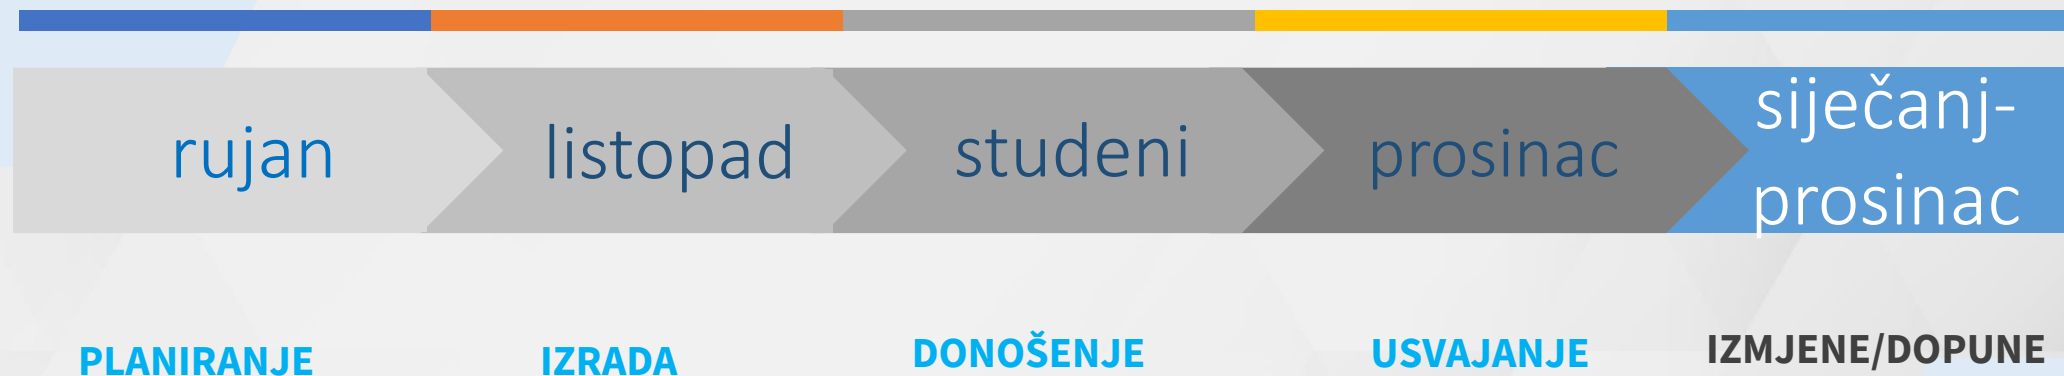 rujan
listopad
studeni
prosinac
siječanj-
prosinac
PLANIRANJE
IZRADA
DONOŠENJE
USVAJANJE
IZMJENE/DOPUNE